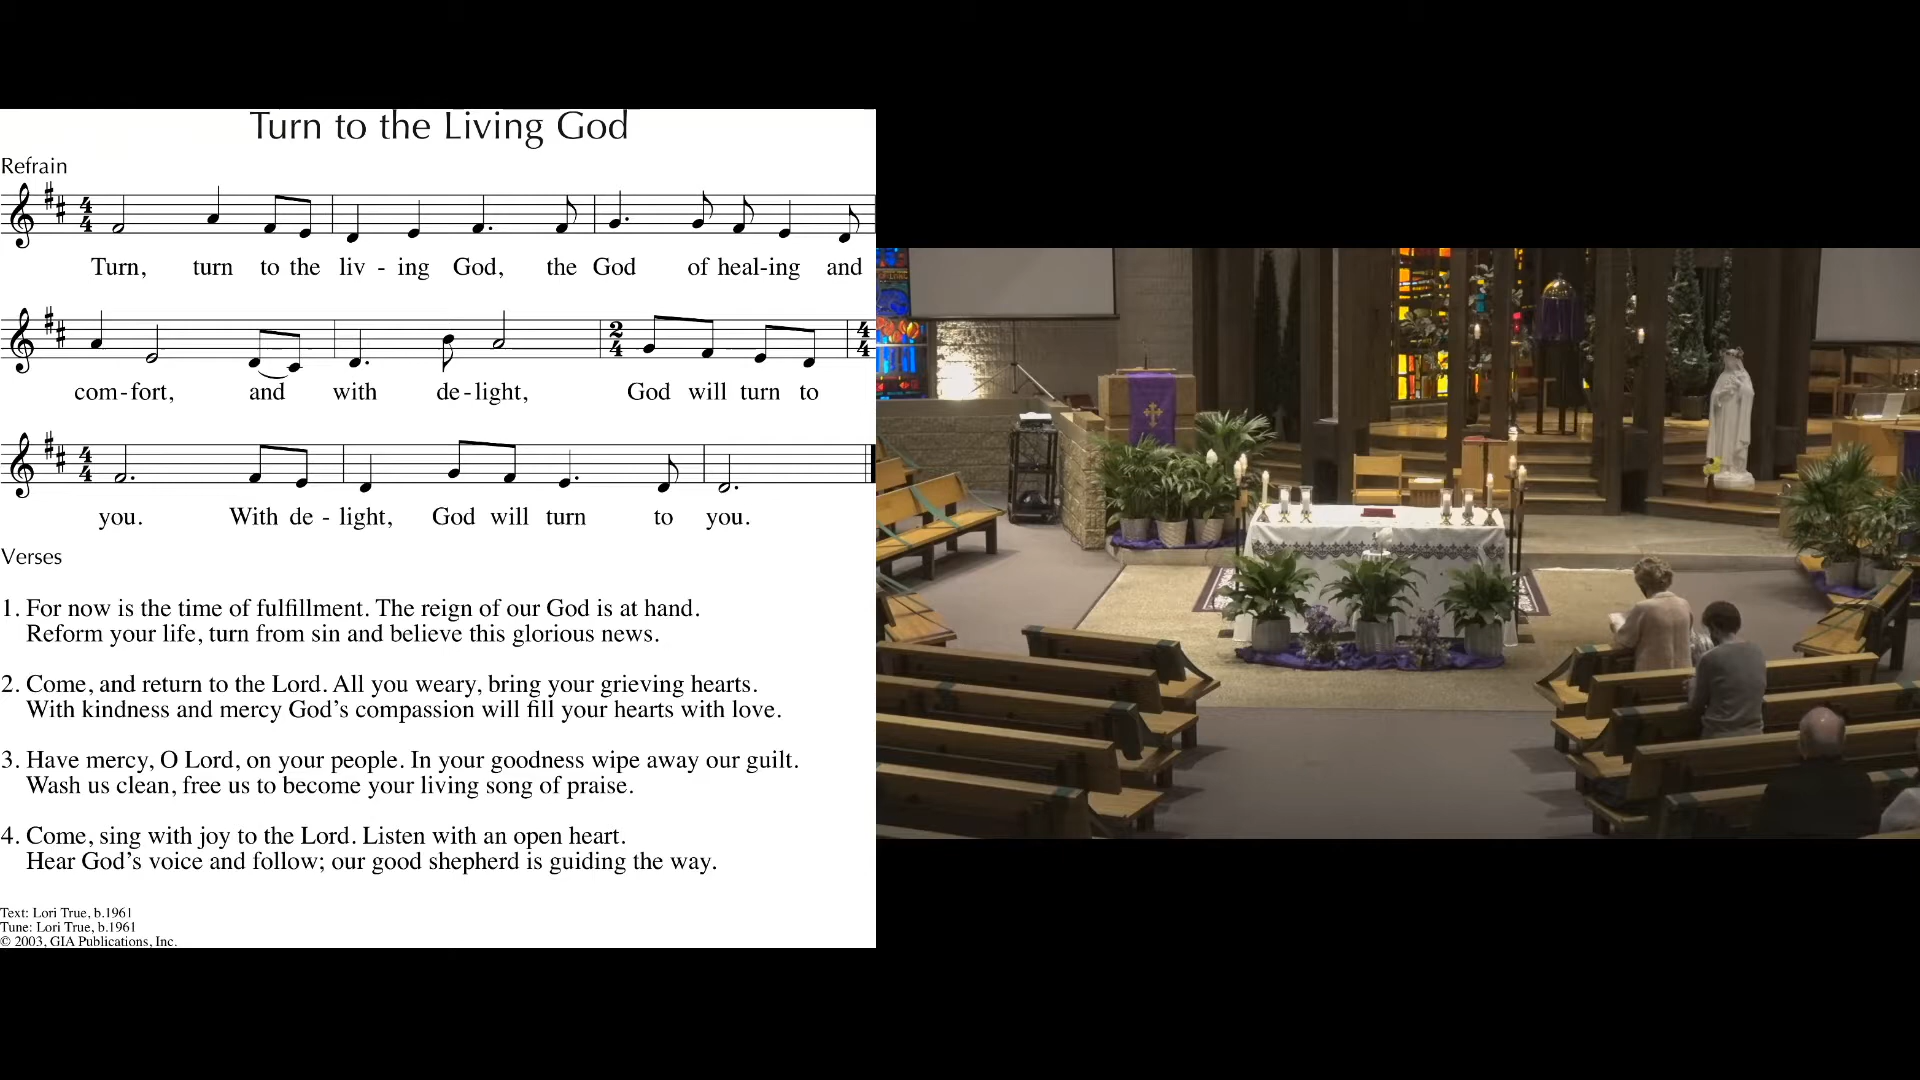 Turn to the Living God
Refrain
4 4
Turn, turn to the liv - ing God, the God of heal-ing and
2 4 4 4
com-fort, and with de-light, God will turn to
4 4
you. With de - light, God will turn to you.
Verses
1. For now is the time of fulfillment. The reign of our God is at hand.
Reform your life, turn from sin and believe this glorious news.
2. Come, and return to the Lord. All you weary, bring your grieving hearts.
With kindness and mercy God's compassion will fill your hearts with love.
3. Have mercy, O Lord, on your people. In your goodness wipe away our guilt.
Wash us clean, free us to become your living song of praise.
4. Come, sing with joy to the Lord. Listen with an open heart.
Hear God's voice and follow; our good shepherd is guiding the way.
Text: Lori True, b.1961
Tune: Lori True, b.1961
© 2003, GIA Publications, Inc.